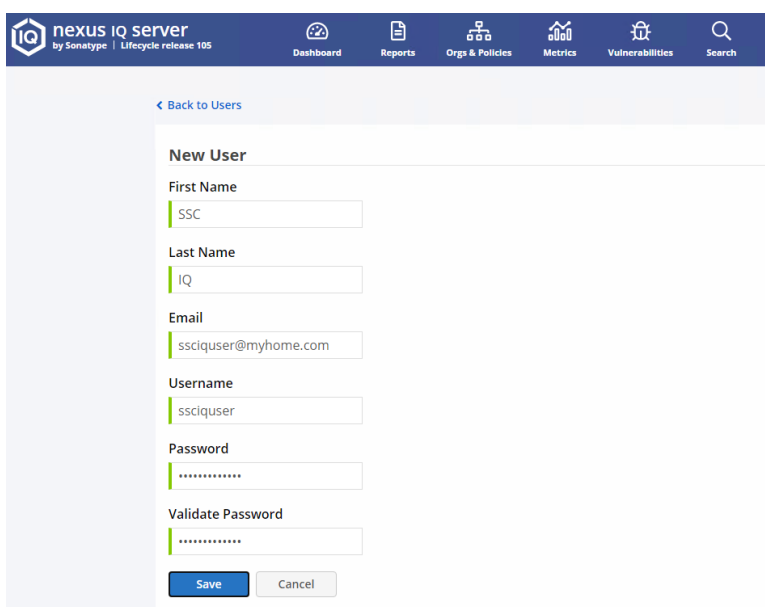 IQ nexus IQ server
by Sonatype | Lifecycle release 105
Dashboard Reports Orgs & Policies Metrics Vulnerabilities Search
Back to Users
New User
First Name
SSC
Last Name
IQ
Email
ssciquser@myhome.com
Username
ssciquser
Password
•••••••••••••
Validate Password
•••••••••••••
Save Cancel